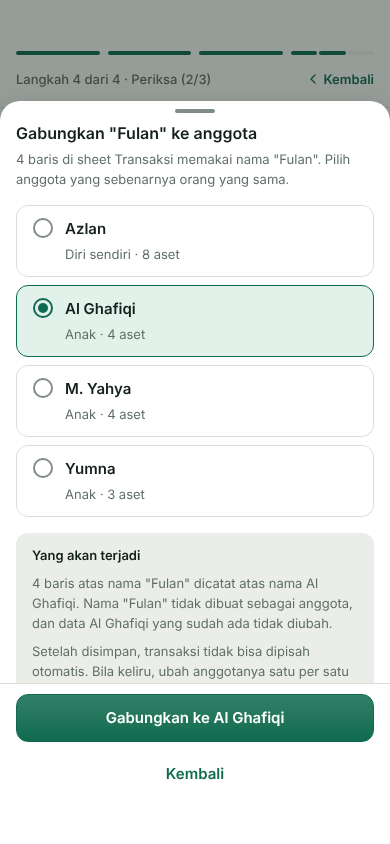 Langkah 4 dari 4 · Periksa (2/3)
Kembali
Gabungkan "Fulan" ke anggota
4 baris di sheet Transaksi memakai nama "Fulan". Pilih
anggota yang sebenarnya orang yang sama.
Azlan
Diri sendiri · 8 aset
Al Ghafiqi
Anak · 4 aset
M. Yahya
Anak · 4 aset
Yumna
Anak · 3 aset
Yang akan terjadi
4 baris atas nama "Fulan" dicatat atas nama Al
Ghafiqi. Nama "Fulan" tidak dibuat sebagai anggota,
dan data Al Ghafiqi yang sudah ada tidak diubah.
Setelah disimpan, transaksi tidak bisa dipisah
otomatis. Bila keliru, ubah anggotanya satu per satu
Gabungkan ke Al Ghafiqi
Kembali